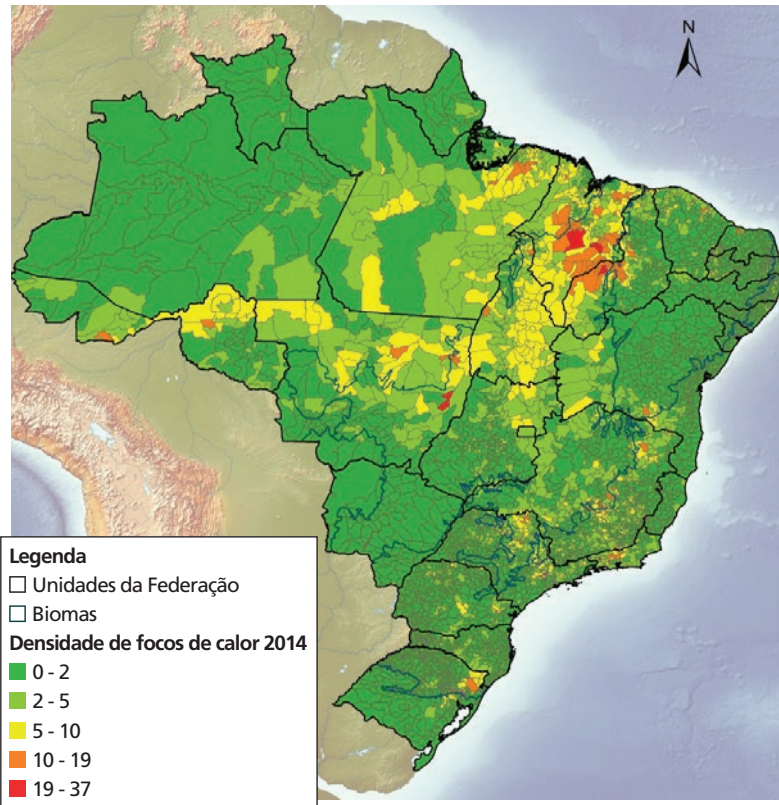 N
Legenda
Unidades da Federação
Biomas
Densidade de focos de calor 2014
0 - 2
2 - 5
5 - 10
10 - 19
19 - 37